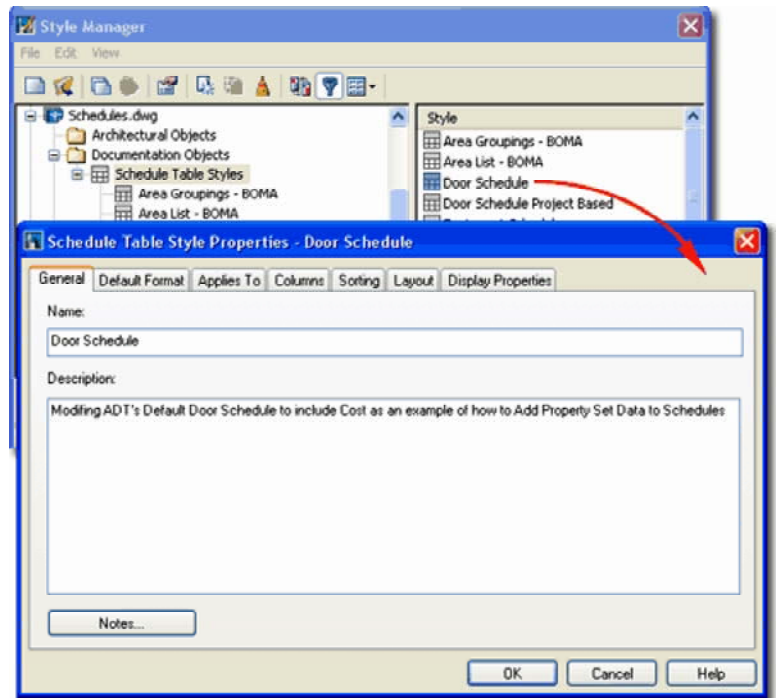 Style Manager
File Edit View
Schedules.dwg
Architectural Objects
Documentation Objects
Schedule Table Styles
Area Groupings - BOMA
Area List - BOMA
Style
Area Groupings - BOMA
Area List - BOMA
Door Schedule
Door Schedule Project Based
Schedule Table Style Properties - Door Schedule
General Default Format Applies To Columns Sorting Layout Display Properties
Name:
Door Schedule
Description:
Modifing ADT's Default Door Schedule to include Cost as an example of how to Add Property Set Data to Schedules
Notes...
OK Cancel Help